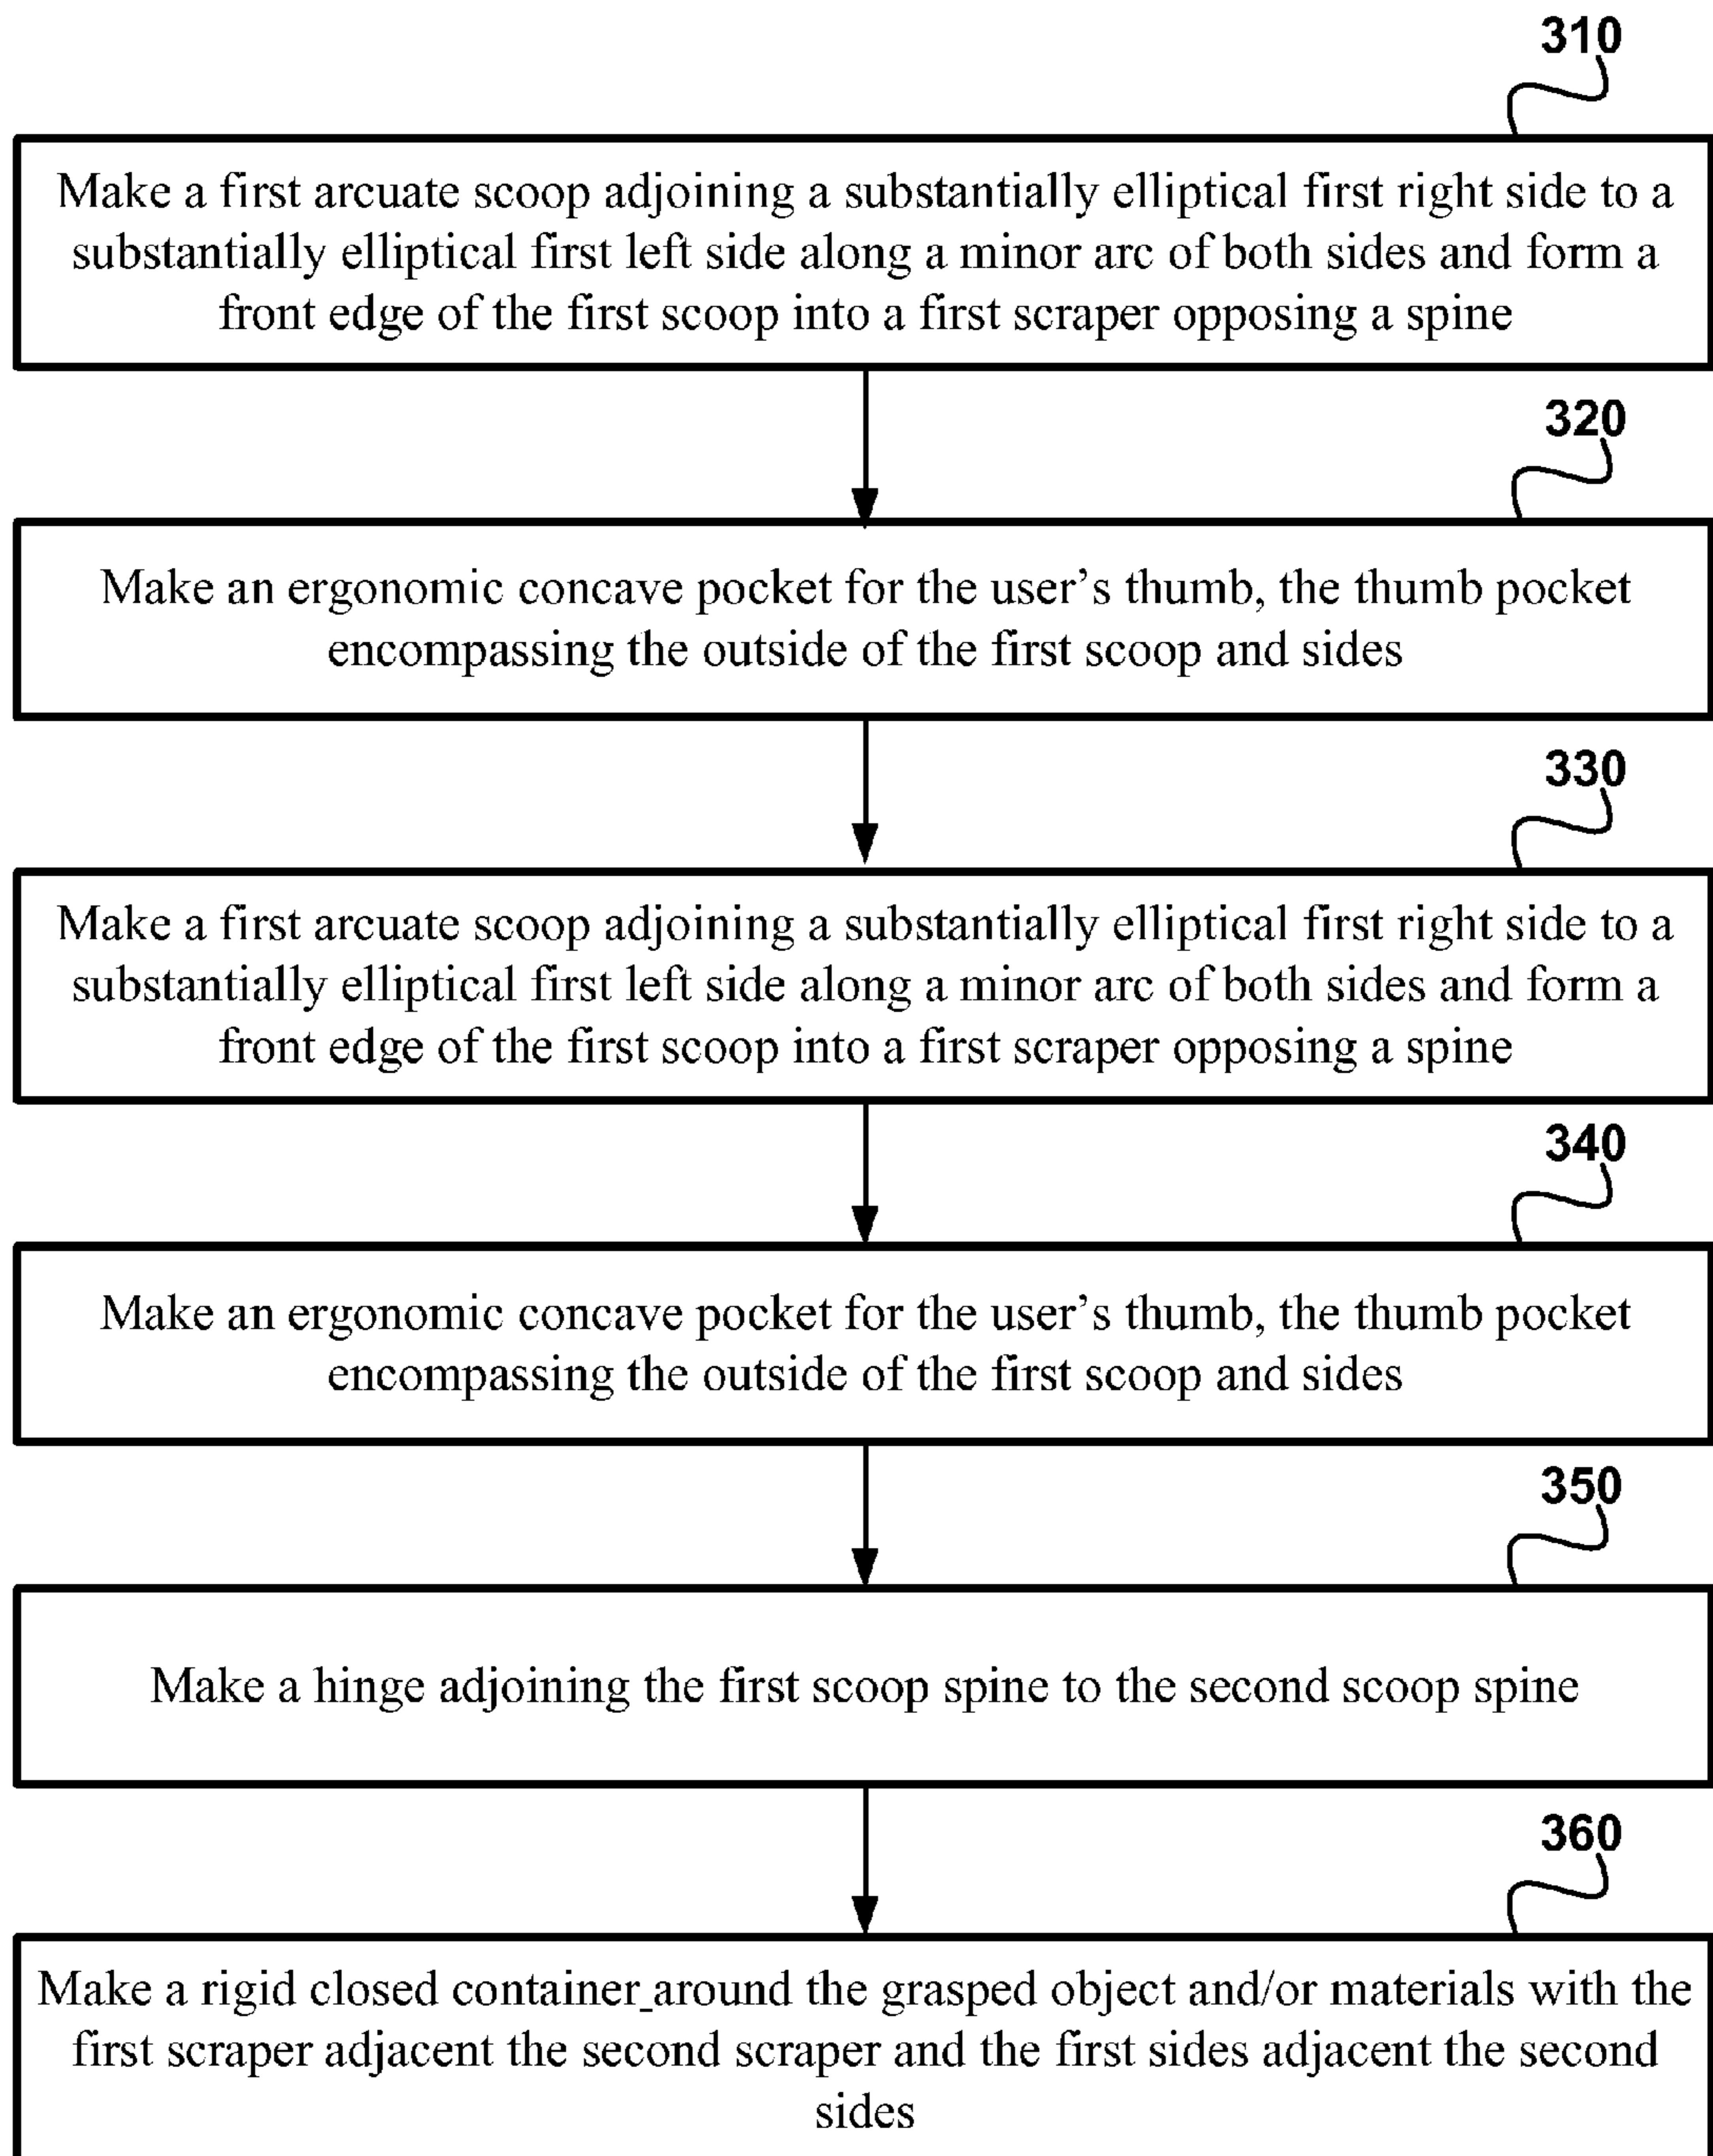 310
Make a first arcuate scoop adjoining a substantially elliptical first right side to a
substantially elliptical first left side along a minor arc of both sides and form a
front edge of the first scoop into a first scraper opposing a spine
320
Make an ergonomic concave pocket for the user’s thumb, the thumb pocket
encompassing the outside of the first scoop and sides
330
Make a first arcuate scoop adjoining a substantially elliptical first right side to a
substantially elliptical first left side along a minor arc of both sides and form a
front edge of the first scoop into a first scraper opposing a spine
340
Make an ergonomic concave pocket for the user’s thumb, the thumb pocket
encompassing the outside of the first scoop and sides
350
Make a hinge adjoining the first scoop spine to the second scoop spine
360
Make a rigid closed container_around the grasped object and/or materials with the
first scraper adjacent the second scraper and the first sides adjacent the second
sides